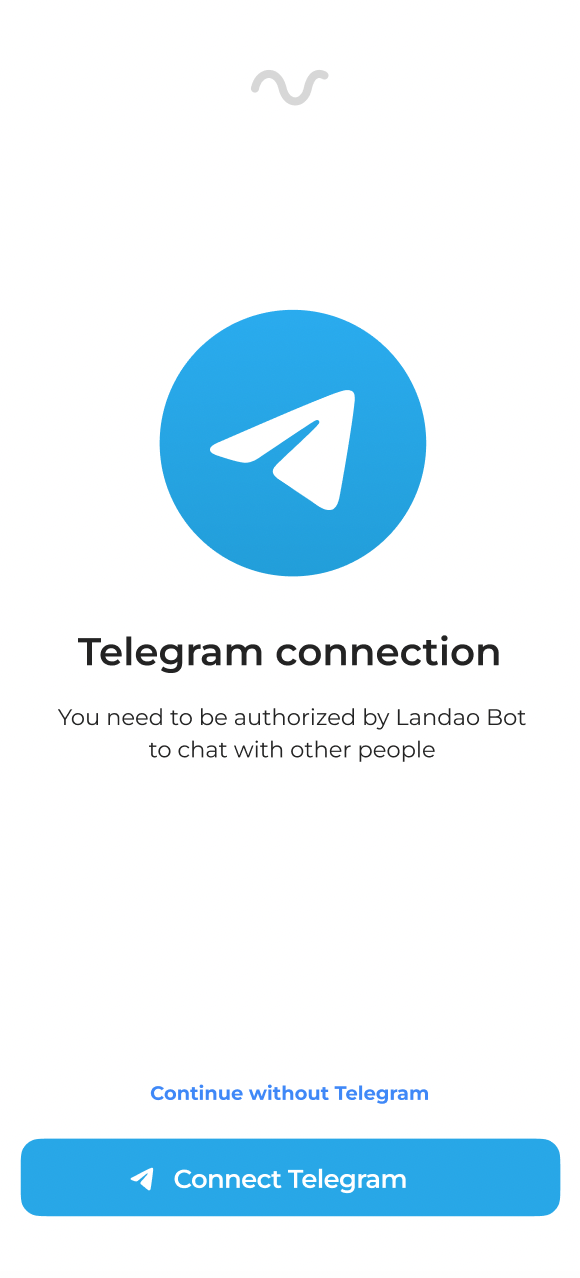 Telegram connection
You need to be authorized by Landao Bot
to chat with other people
Continue without Telegram
Connect Telegram